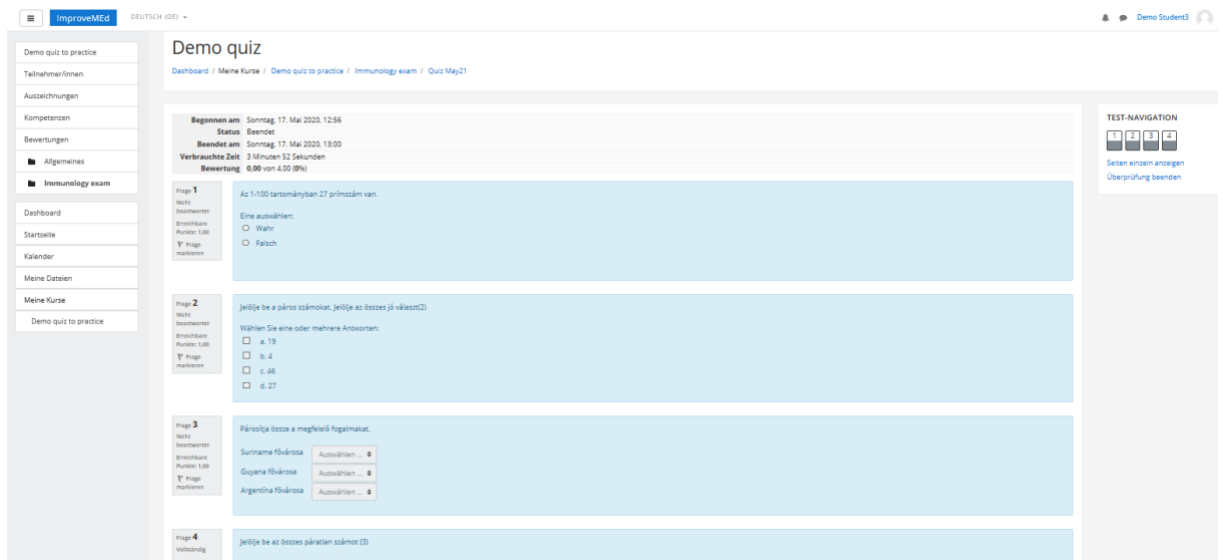 ImproveMEd
DEUTSCH (DE)
Demo Student3
Demo quiz to practice
Teilnehmer/innen
Auszeichnungen
Kompetenzen
Bewertungen
Allgemeines
Immunology exam
Dashboard
Startseite
Kalender
Meine Dateien
Meine Kurse
Demo quiz to practice
Demo quiz
Dashboard / Meine Kurse / Demo quiz to practice / Immunology exam / Quiz May21
Begonnen am Sonntag, 17. Mai 2020, 12:56
Status Beendet
Beendet am Sonntag, 17. Mai 2020, 13:00
Verbrauchte Zeit 3 Minuten 52 Sekunden
Bewertung 0,00 von 4,00 (0%)
Frage 1
Nicht
beantwortet
Erreichbare
Punkte: 1,00
Frage
markieren
Az 1-100 tartományban 27 prímszám van.
Eine auswählen:
Wahr
Falsch
Frage 2
Nicht
beantwortet
Erreichbare
Punkte: 1,00
Frage
markieren
Jelölje be a páros számokat. Jelölje az összes jó választ(2)
Wählen Sie eine oder mehrere Antworten:
a. 19
b. 4
c. 46
d. 27
Frage 3
Nicht
beantwortet
Erreichbare
Punkte: 1,00
Frage
markieren
Párosítja össze a megfelelő fogalmakat.
Suriname fővárosa Auswählen ...
Guyana fővárosa Auswählen ...
Argentína fővárosa Auswählen ...
Frage 4
Vollständig
Jelölje be az összes páratlan számot (3)
TEST-NAVIGATION
1 2 3 4
Seiten einzeln anzeigen
Überprüfung beenden